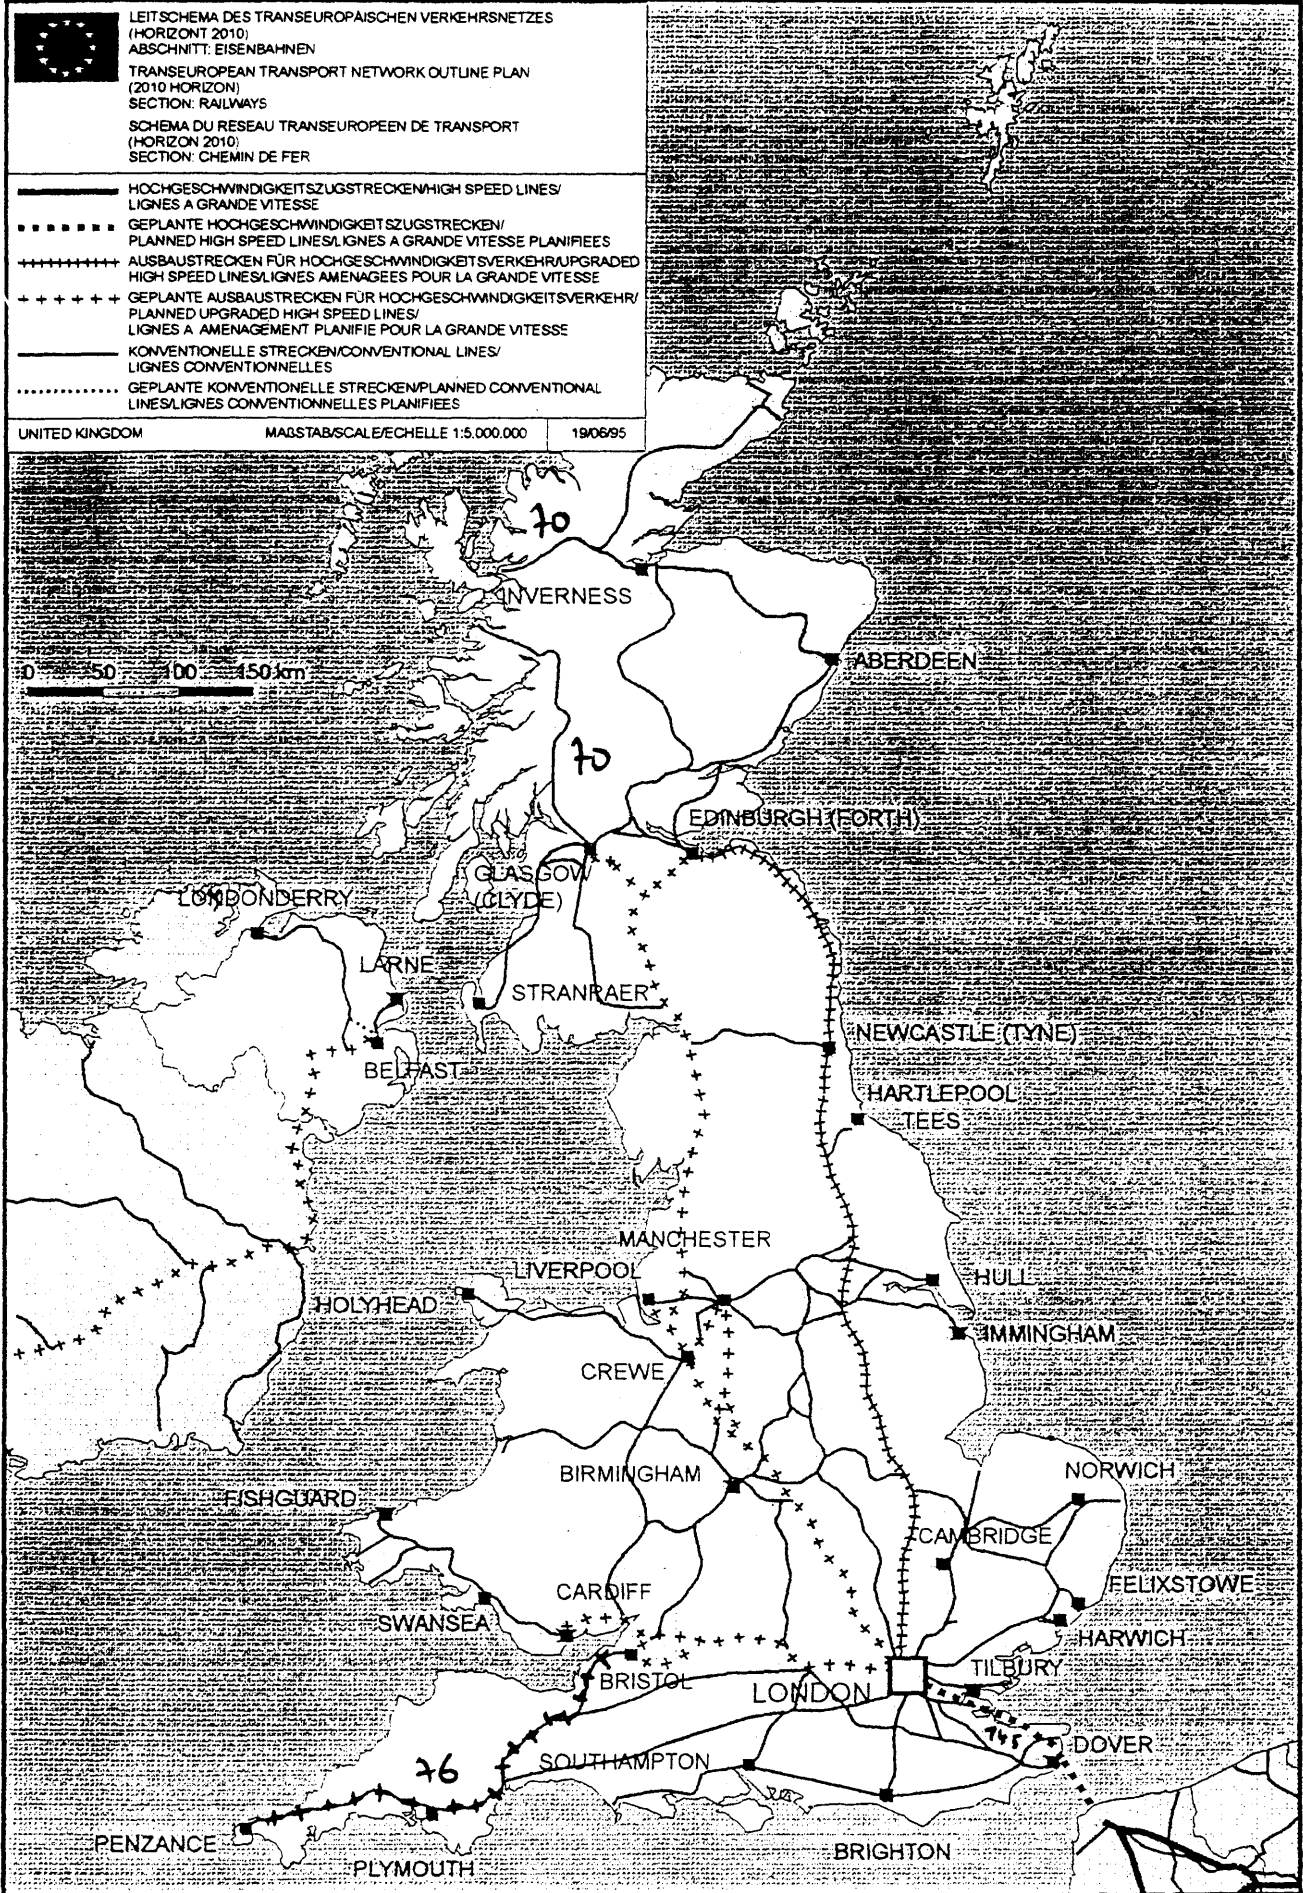 LEITSCHEMA DES TRANSEUROPÄISCHEN VERKEHRSNETZES
(HORIZONT 2010)
ABSCHNITT: EISENBAHNEN
TRANSEUROPEAN TRANSPORT NETWORK OUTLINE PLAN
(2010 HORIZON)
SECTION: RAILWAYS
SCHEMA DU RESEAU TRANSEUROPEEN DE TRANSPORT
(HORIZON 2010)
SECTION: CHEMIN DE FER
HOCHGESCHWINDIGKEITSZUGSTRECKEN/HIGH SPEED LINES/
LIGNES A GRANDE VITESSE
GEPLANTE HOCHGESCHWINDIGKEITSZUGSTRECKEN/
PLANNED HIGH SPEED LINES/LIGNES A GRANDE VITESSE PLANIFIEES
AUSBAUSTRECKEN FÜR HOCHGESCHWINDIGKEITSVERKEHR/UPGRADED
HIGH SPEED LINES/LIGNES AMENAGEES POUR LA GRANDE VITESSE
GEPLANTE AUSBAUSTRECKEN FÜR HOCHGESCHWINDIGKEITSVERKEHR/
PLANNED UPGRADED HIGH SPEED LINES/
LIGNES A AMENAGEMENT PLANIFIE POUR LA GRANDE VITESSE
KONVENTIONELLE STRECKEN/CONVENTIONAL LINES/
LIGNES CONVENTIONNELLES
GEPLANTE KONVENTIONELLE STRECKEN/PLANNED CONVENTIONAL
LINES/LIGNES CONVENTIONNELLES PLANIFIEES
UNITED KINGDOM MAßSTAB/SCALE/ECHELLE 1:5.000.000 19/06/95
70
INVERNESS
ABERDEEN
0 50 100 150 km
70
EDINBURGH (FORTH)
GLASGOW
(CLYDE)
LONDONDERRY
LARNE
STRANRAER
NEWCASTLE (TYNE)
BELFAST
HARTLEPOOL
TEES
MANCHESTER
LIVERPOOL
HULL
HOLYHEAD
IMMINGHAM
CREWE
BIRMINGHAM
NORWICH
FISHGUARD
CAMBRIDGE
CARDIFF
FELIXSTOWE
SWANSEA
HARWICH
TILBURY
BRISTOL
LONDON
145
DOVER
SOUTHAMPTON
76
PENZANCE
BRIGHTON
PLYMOUTH